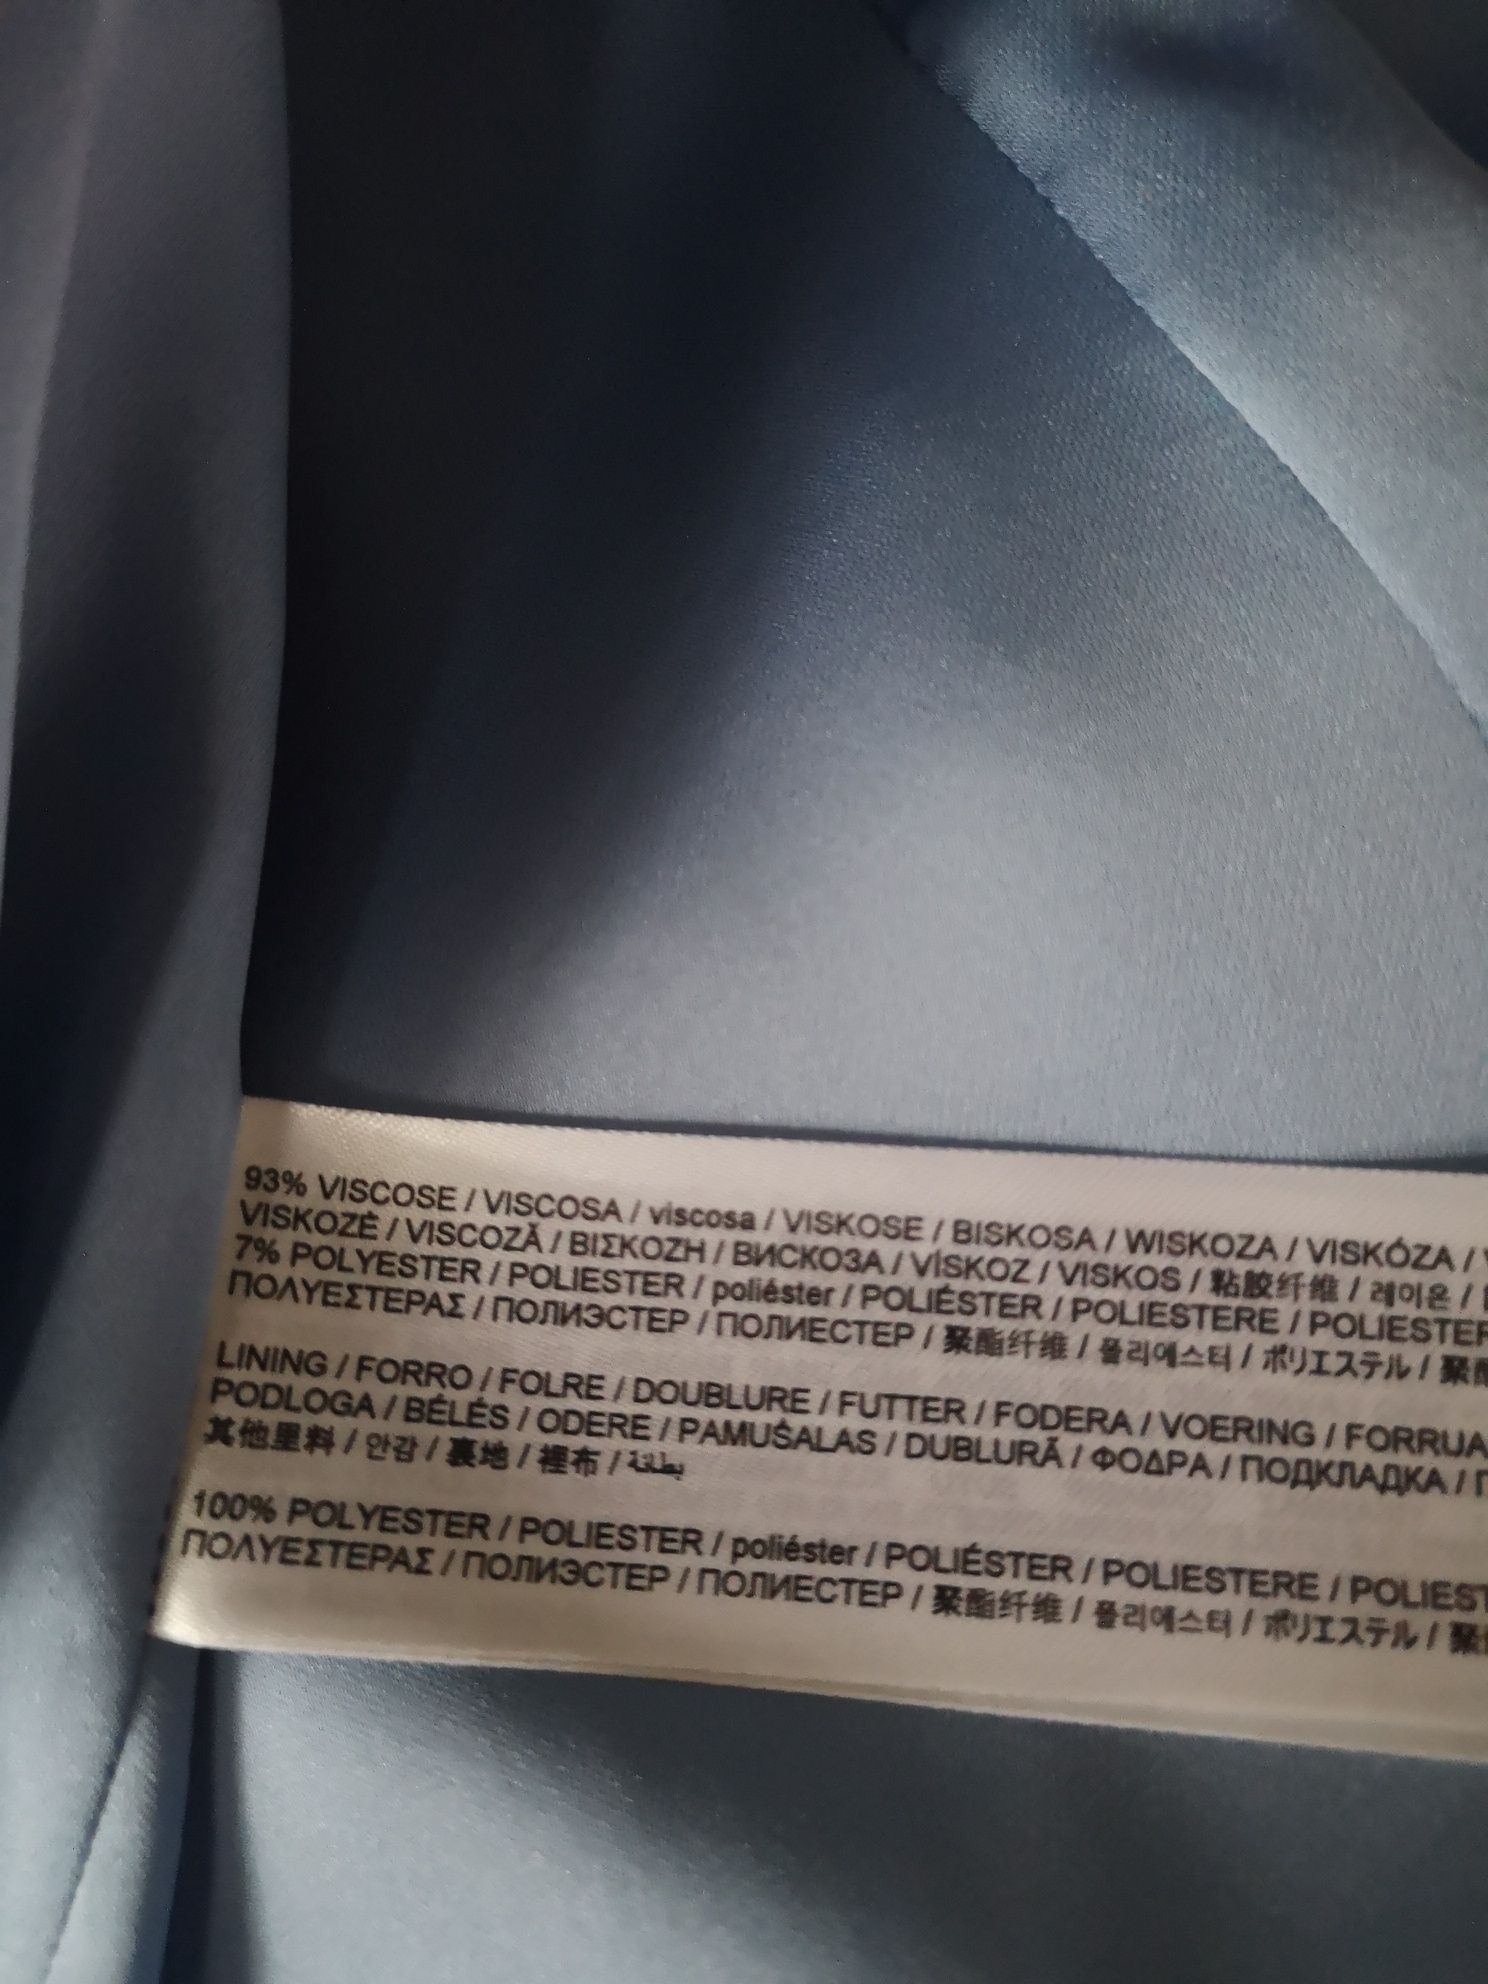 93% VISCOSE / VISCOSA / viscosa / VISKOSE / BISKOSA / WISKOZA / VISKÓZA /
VISKOZĖ / VISCOZĂ / ΒΙΣΚΟΖΗ / ВИСКОЗА / VİSKOZ / VISKOS / 粘胶纤维 / 레이온 /
7% POLYESTER / POLIESTER / poliéster / POLIÉSTER / POLIESTERE / POLIESTER
ΠΟΛΥΕΣΤΕΡΑΣ / ПОЛИЭСТЕР / ПОЛИЕСТЕР / 聚酯纤维 / 폴리에스터 / ポリエステル / 聚
LINING / FORRO / FOLRE / DOUBLURE / FUTTER / FODERA / VOERING / FORRUA
PODLOGA / BÉLÉS / ODERE / PAMUŠALAS / DUBLURĂ / ΦΟΔΡΑ / ПОДКЛАДКА /
其他里料 / 안감 / 裏地 / 裡布 / بطانة
100% POLYESTER / POLIESTER / poliéster / POLIÉSTER / POLIESTERE / POLIEST
ΠΟΛΥΕΣΤΕΡΑΣ / ПОЛИЭСТЕР / ПОЛИЕСТЕР / 聚酯纤维 / 폴리에스터 / ポリエステル / 聚